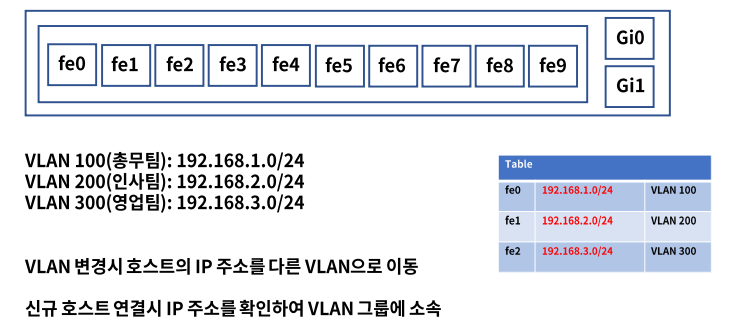 fe0 fe1 fe2 fe3 fe4 fe5 fe6 fe7 fe8 fe9
Gi0
Gi1
VLAN 100(총무팀): 192.168.1.0/24
VLAN 200(인사팀): 192.168.2.0/24
VLAN 300(영업팀): 192.168.3.0/24
Table
fe0 192.168.1.0/24 VLAN 100
fe1 192.168.2.0/24 VLAN 200
fe2 192.168.3.0/24 VLAN 300
VLAN 변경시 호스트의 IP 주소를 다른 VLAN으로 이동
신규 호스트 연결시 IP 주소를 확인하여 VLAN 그룹에 소속